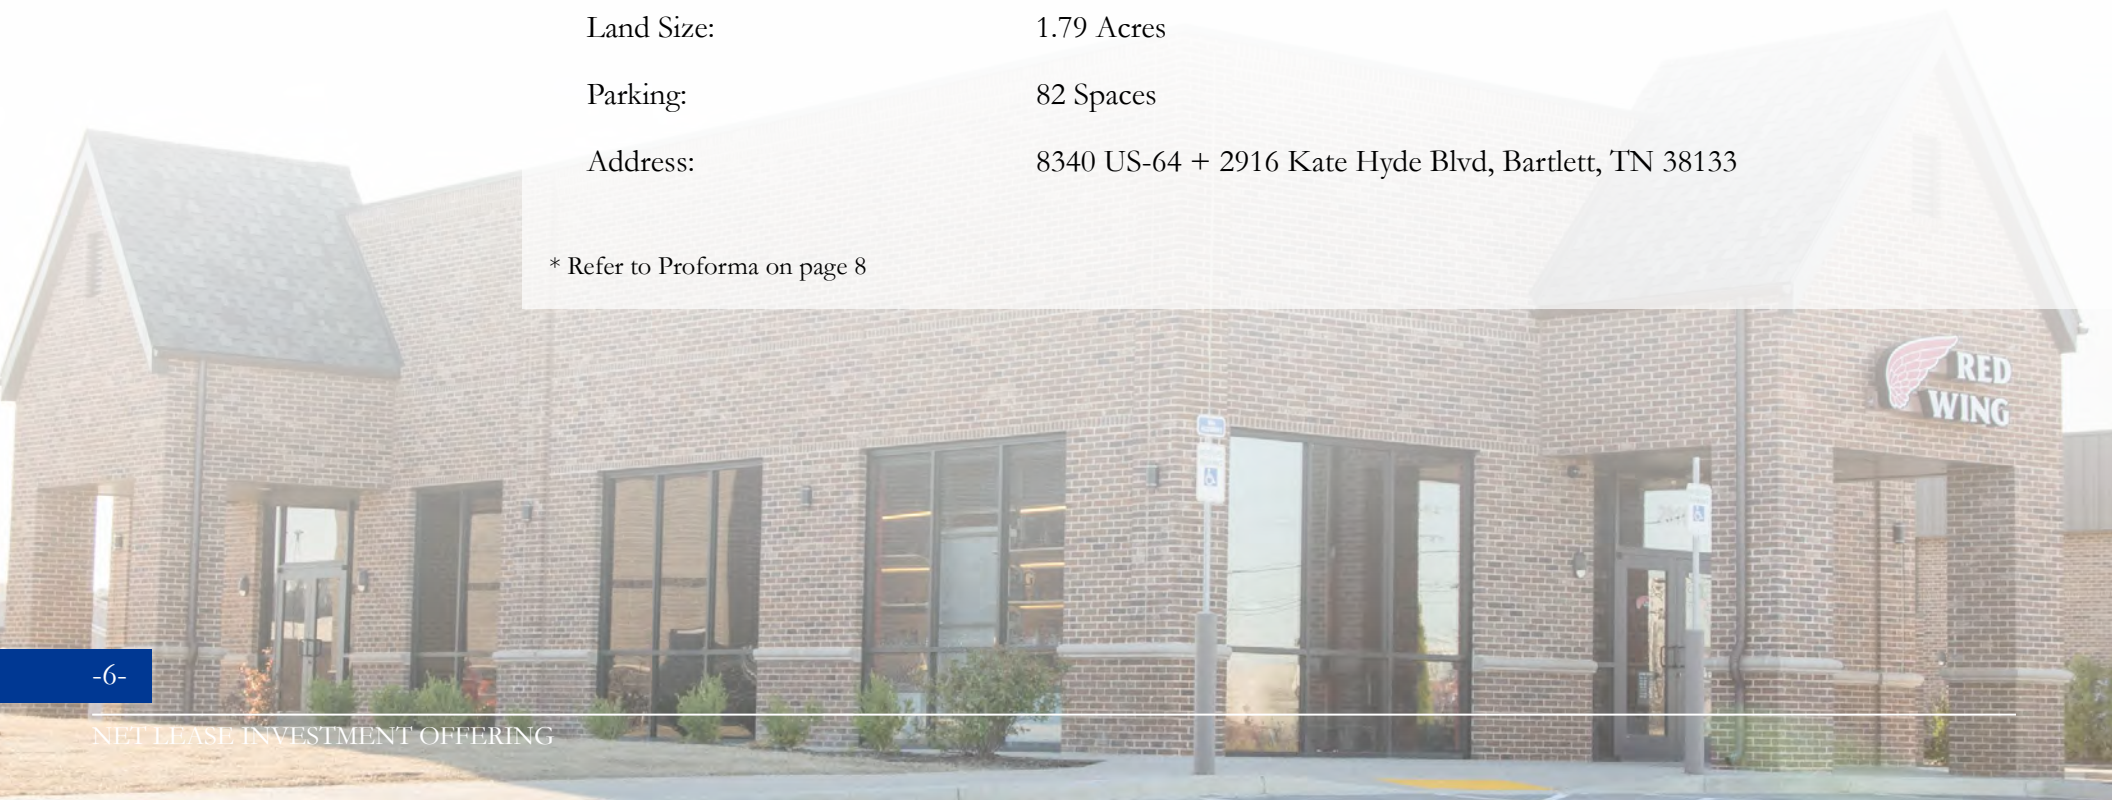 Land Size: 1.79 Acres
Parking: 82 Spaces
Address: 8340 US-64 + 2916 Kate Hyde Blvd, Bartlett, TN 38133
* Refer to Proforma on page 8
RED
WING
-6-
NET LEASE INVESTMENT OFFERING